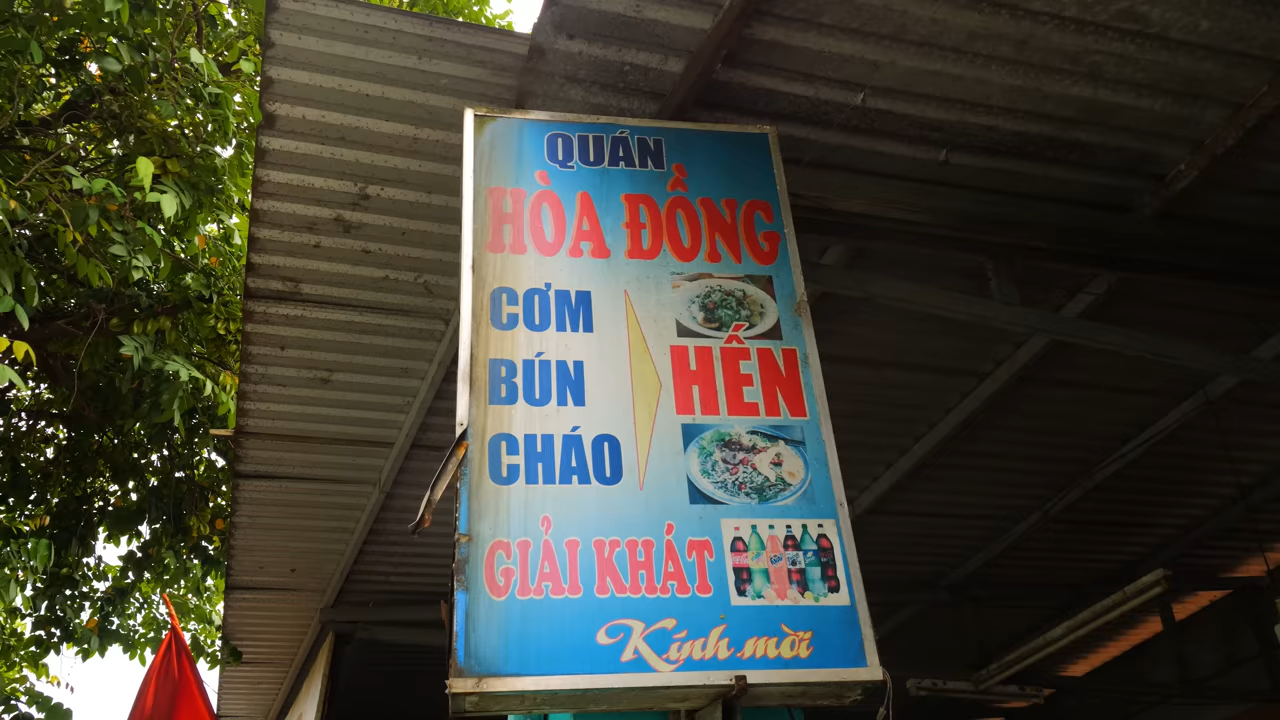 QUÁN
HÒA ĐỒNG
CƠM
BÚN
CHÁO
HẾN
GIẢI KHÁT
Kính mời